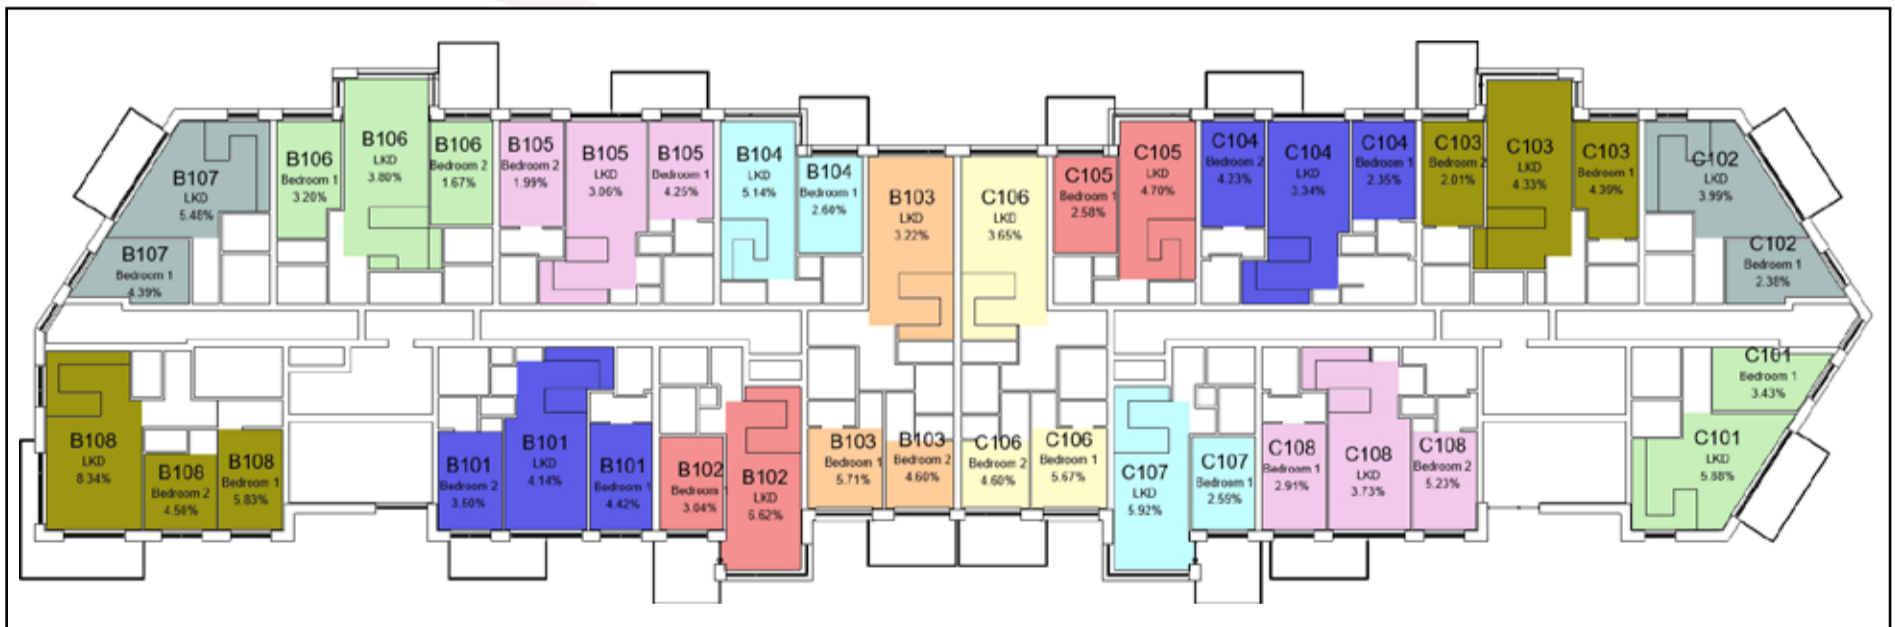 B107
LKD
5.48%
B107
Bedroom 1
4.39%
B106
Bedroom 1
3.20%
B106
LKD
3.80%
B106
Bedroom 2
1.67%
B105
Bedroom 2
1.99%
B105
LKD
3.06%
B105
Bedroom 1
4.25%
B104
LKD
5.14%
B104
Bedroom 1
2.60%
B103
LKD
3.22%
C106
LKD
3.65%
C105
Bedroom 1
2.58%
C105
LKD
4.70%
C104
Bedroom 2
4.23%
C104
LKD
3.34%
C104
Bedroom 1
2.35%
C103
Bedroom 2
2.01%
C103
LKD
4.33%
C103
Bedroom 1
4.39%
C102
LKD
3.99%
C102
Bedroom 1
2.38%
B108
LKD
8.34%
B108
Bedroom 2
4.50%
B108
Bedroom 1
5.83%
B101
Bedroom 2
3.60%
B101
LKD
4.14%
B101
Bedroom 1
4.42%
B102
Bedroom 1
3.04%
B102
LKD
6.62%
B103
Bedroom 1
5.71%
B103
Bedroom 2
4.60%
C106
Bedroom 2
4.60%
C106
Bedroom 1
5.67%
C107
LKD
5.92%
C107
Bedroom 1
2.59%
C108
Bedroom 1
2.91%
C108
LKD
3.73%
C108
Bedroom 2
5.23%
C101
Bedroom 1
3.43%
C101
LKD
5.88%